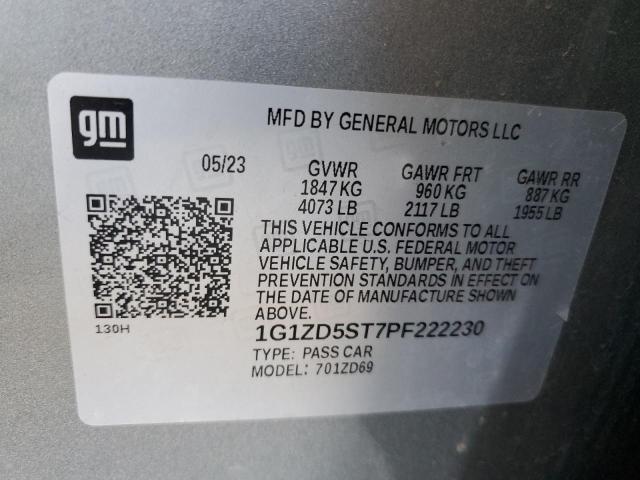 gm
MFD BY GENERAL MOTORS LLC
05/23 GVWR GAWR FRT GAWR RR
1847 KG 960 KG 887 KG
4073 LB 2117 LB 1955 LB
THIS VEHICLE CONFORMS TO ALL
APPLICABLE U.S. FEDERAL MOTOR
VEHICLE SAFETY, BUMPER, AND THEFT
PREVENTION STANDARDS IN EFFECT ON
THE DATE OF MANUFACTURE SHOWN
ABOVE.
130H
1G1ZD5ST7PF222230
TYPE: PASS CAR
MODEL: 701ZD69